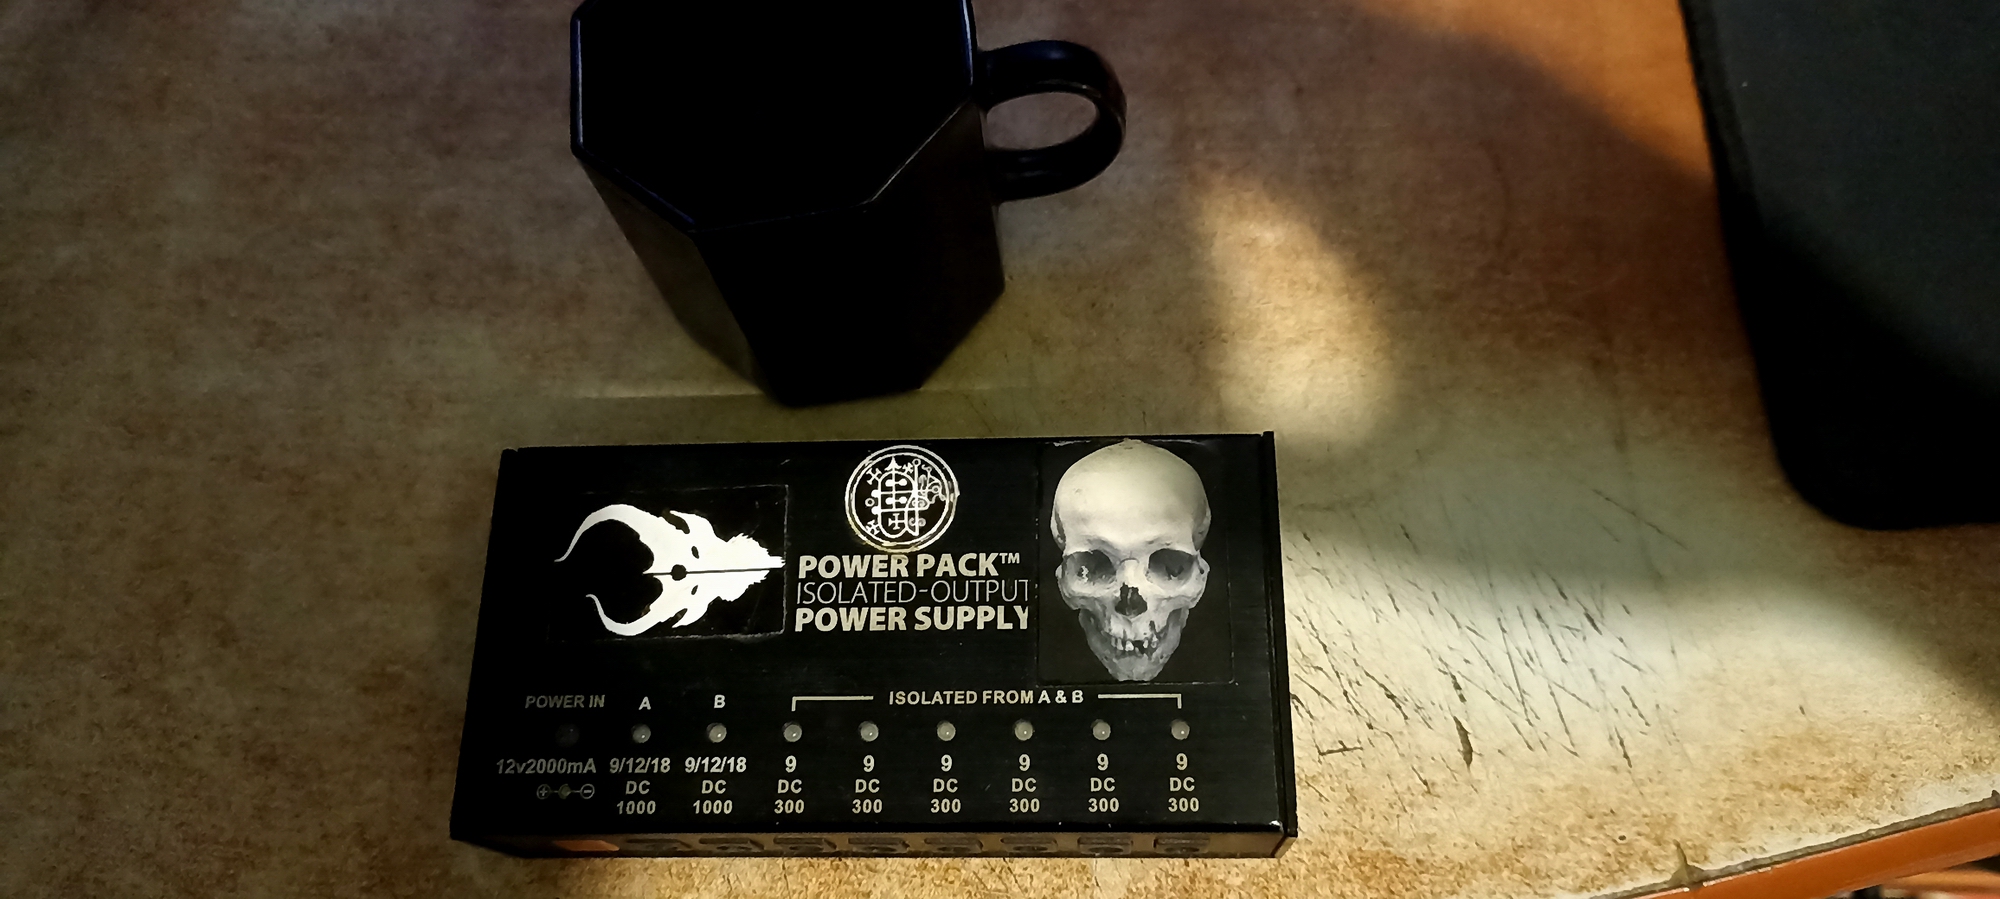 POWER PACK™
ISOLATED-OUTPUT
POWER SUPPLY
POWER IN A B ISOLATED FROM A & B
12v2000mA 9/12/18 9/12/18 9 9 9 9 9 9
DC DC DC DC DC DC DC DC
1000 1000 300 300 300 300 300 300